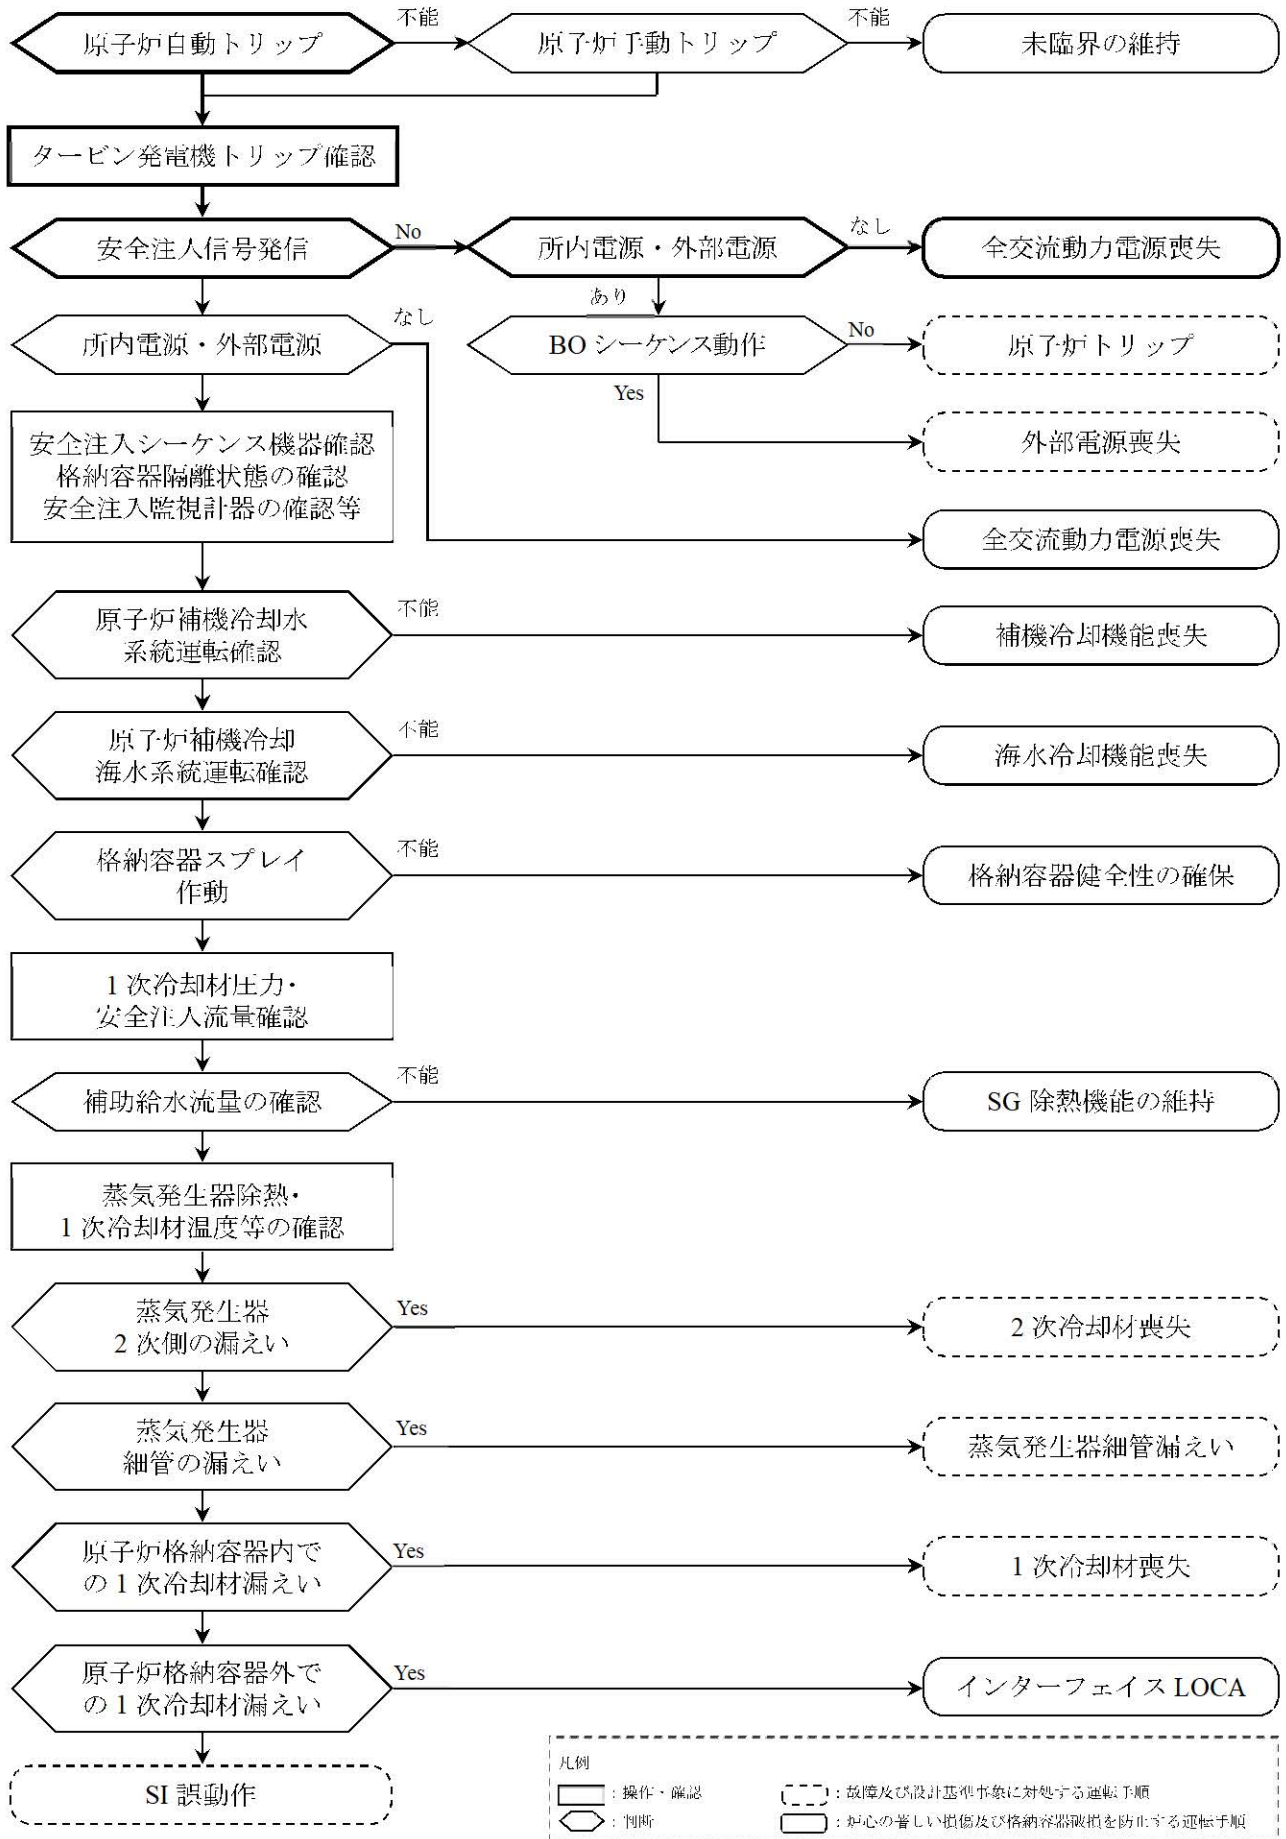 原子炉自動トリップ
不能
原子炉手動トリップ
不能
未臨界の維持
タービン発電機トリップ確認
安全注入信号発信
No
所内電源・外部電源
なし
全交流動力電源喪失
あり
所内電源・外部電源
なし
BO シーケンス動作
No
原子炉トリップ
Yes
外部電源喪失
安全注入シーケンス機器確認
格納容器隔離状態の確認
安全注入監視計器の確認等
全交流動力電源喪失
原子炉補機冷却水
系統運転確認
不能
補機冷却機能喪失
原子炉補機冷却
海水系統運転確認
不能
海水冷却機能喪失
格納容器スプレイ
作動
不能
格納容器健全性の確保
1 次冷却材圧力・
安全注入流量確認
補助給水流量の確認
不能
SG 除熱機能の維持
蒸気発生器除熱・
1 次冷却材温度等の確認
蒸気発生器
2 次側の漏えい
Yes
2 次冷却材喪失
蒸気発生器
細管の漏えい
Yes
蒸気発生器細管漏えい
原子炉格納容器内で
の 1 次冷却材漏えい
Yes
1 次冷却材喪失
原子炉格納容器外で
の 1 次冷却材漏えい
Yes
インターフェイス LOCA
SI 誤動作
凡例
：操作・確認
：故障及び設計基準事象に対処する運転手順
：判断
：炉心の著しい損傷及び格納容器破損を防止する運転手順